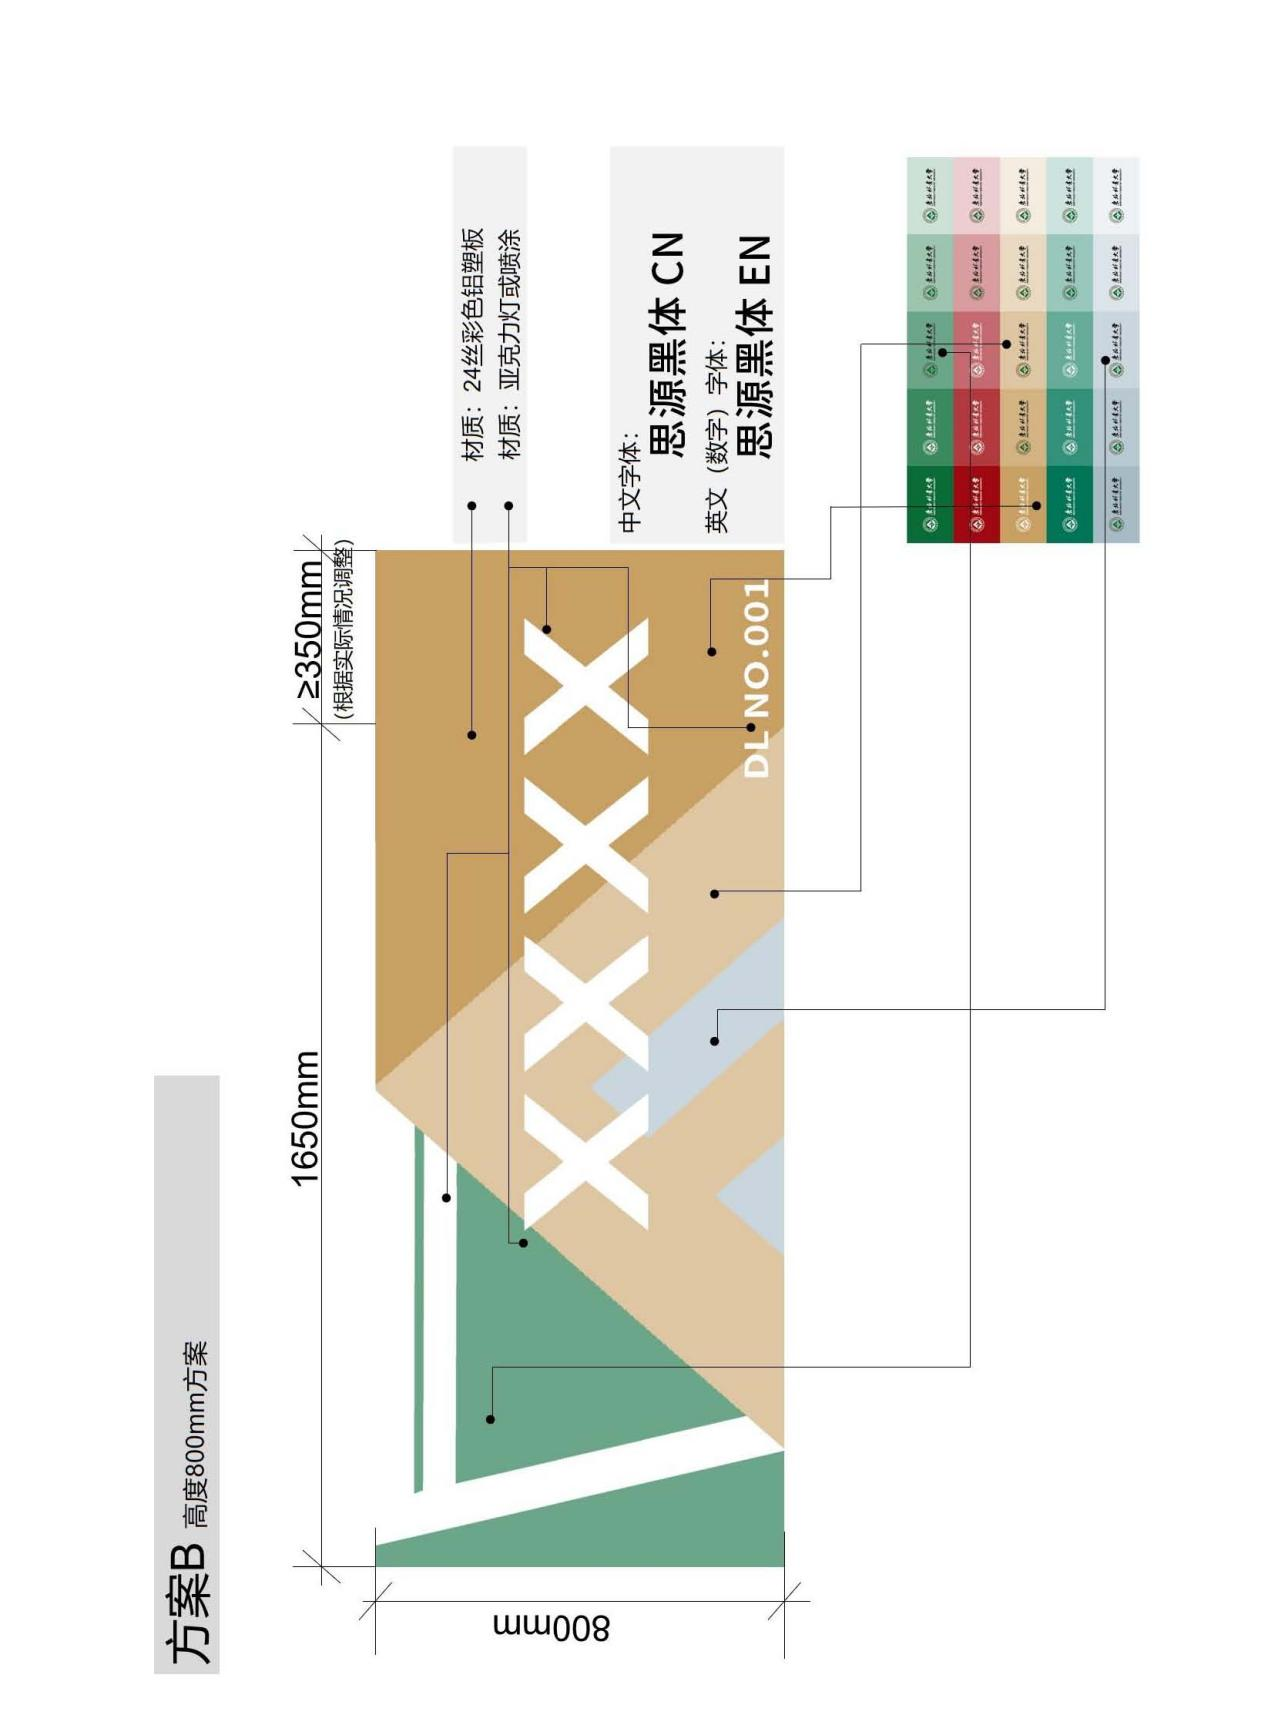 方案B 高度800mm方案
1650mm
≥350mm
(根据实际情况调整)
800mm
XXXX
DL NO.001
材质：24丝彩色铝塑板
材质：亚克力灯或喷涂
中文字体：
思源黑体 CN
英文（数字）字体：
思源黑体 EN